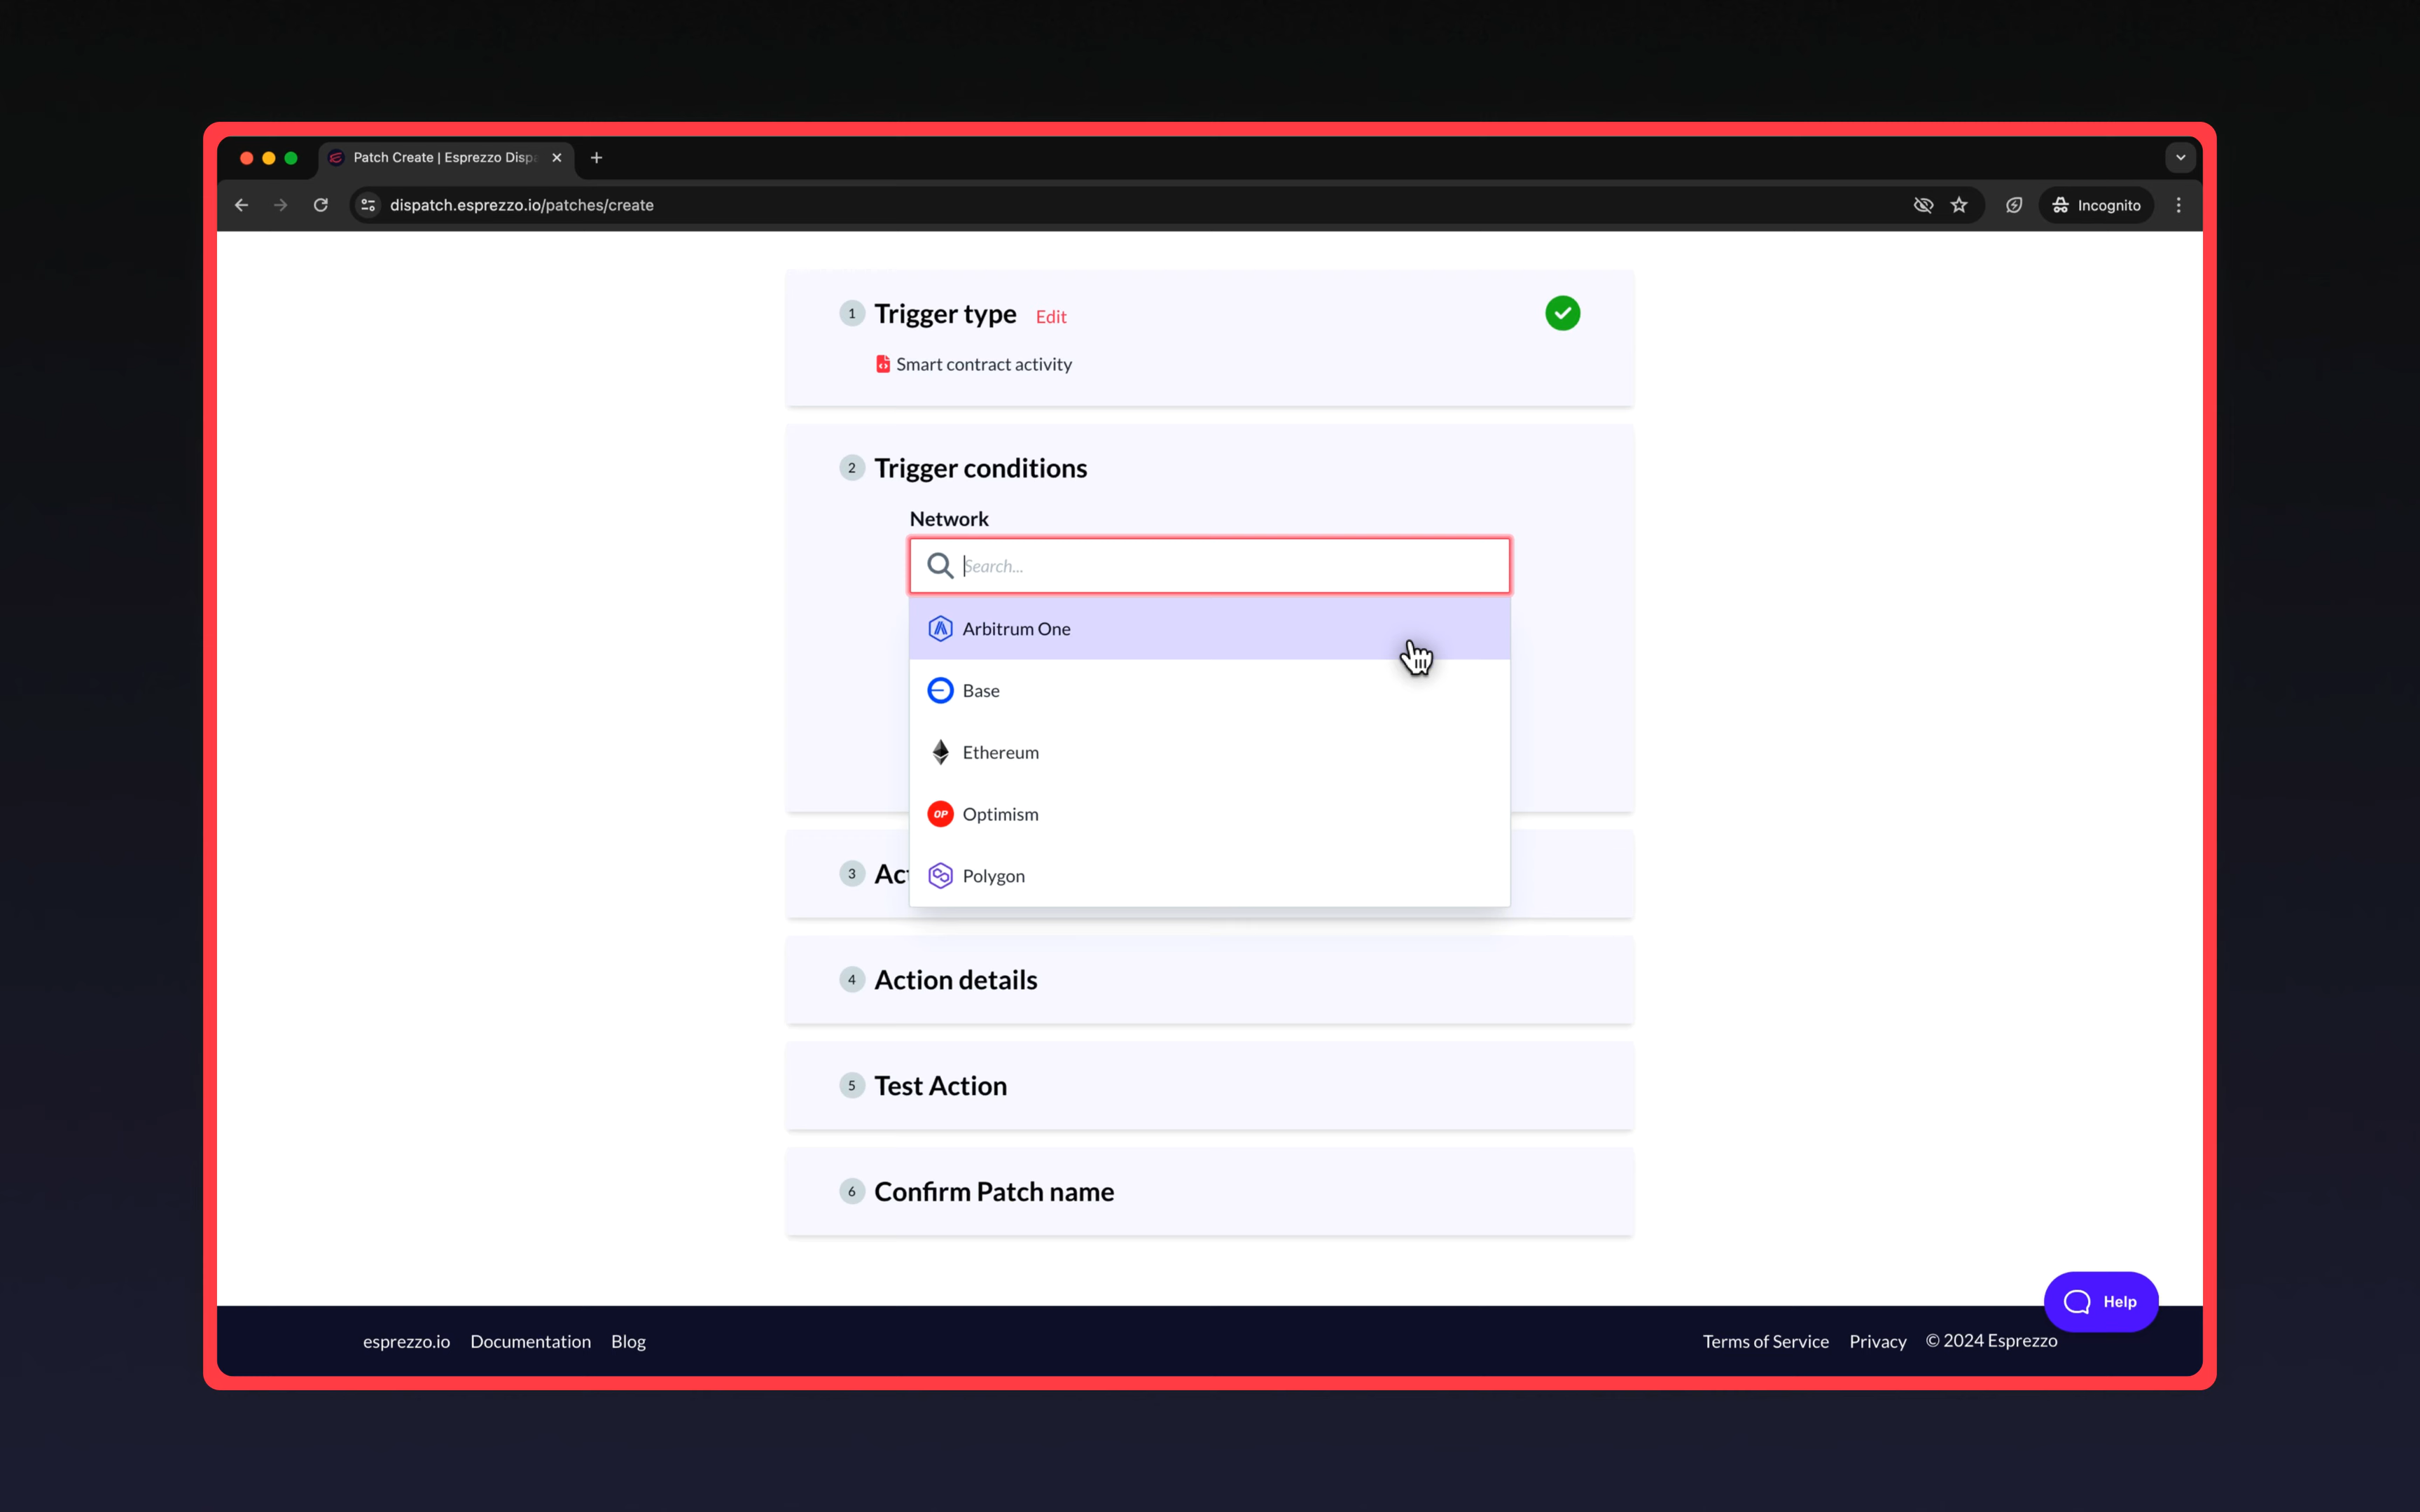 Patch Create | Esprezzo Disp
dispatch.esprezzo.io/patches/create
Incognito
1 Trigger type Edit
Smart contract activity
2 Trigger conditions
Network
Search...
Arbitrum One
Base
Ethereum
OP Optimism
3 Act
Polygon
4 Action details
5 Test Action
6 Confirm Patch name
Help
esprezzo.io Documentation Blog
Terms of Service Privacy © 2024 Esprezzo